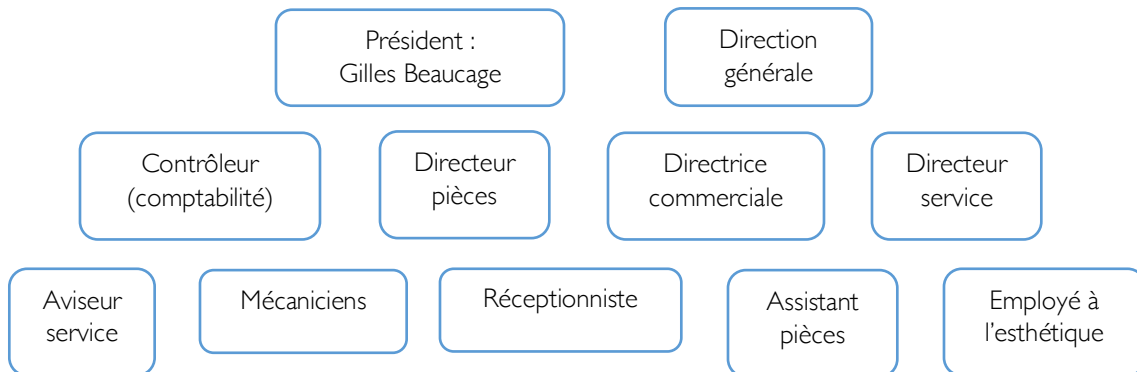 Président :
Gilles Beaucage
Direction
générale
Contrôleur
(comptabilité)
Directeur
pièces
Directrice
commerciale
Directeur
service
Aviseur
service
Mécaniciens
Réceptionniste
Assistant
pièces
Employé à
l’esthétique